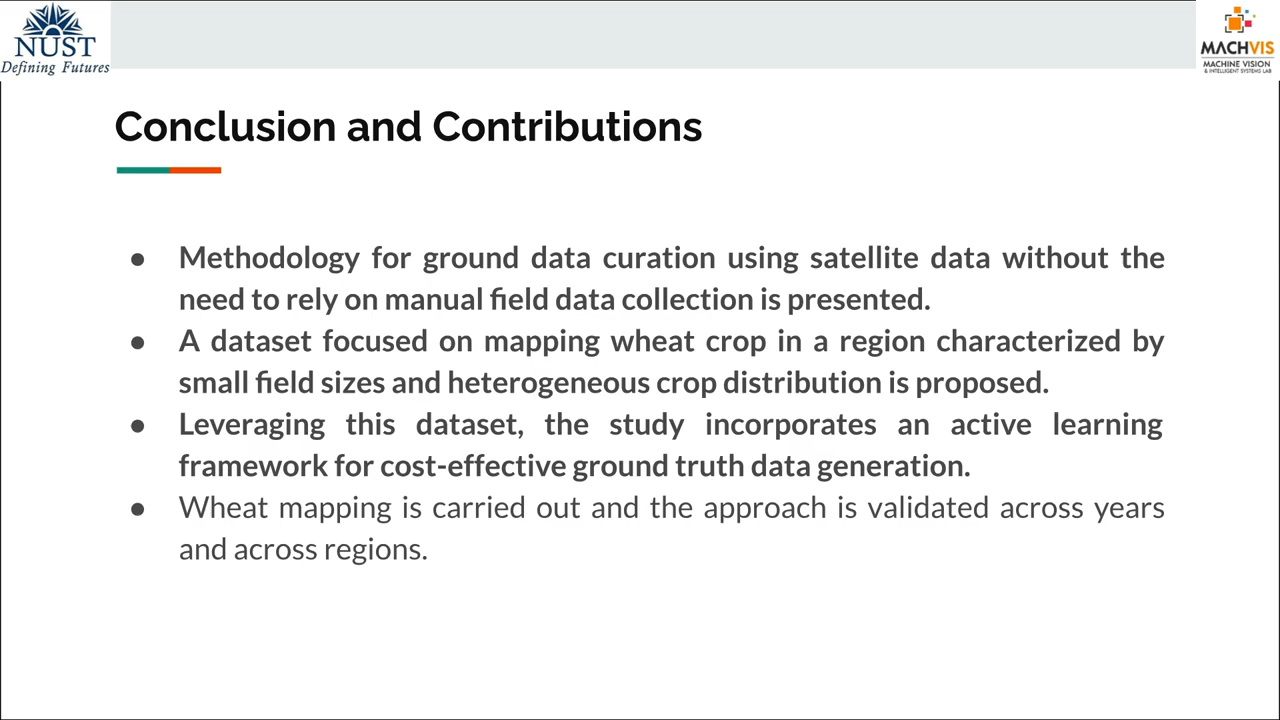 NUST
Defining Futures
MACHVIS
MACHINE VISION
& INTELLIGENT SYSTEMS LAB
Conclusion and Contributions
● Methodology for ground data curation using satellite data without the
need to rely on manual field data collection is presented.
● A dataset focused on mapping wheat crop in a region characterized by
small field sizes and heterogeneous crop distribution is proposed.
● Leveraging this dataset, the study incorporates an active learning
framework for cost-effective ground truth data generation.
● Wheat mapping is carried out and the approach is validated across years
and across regions.